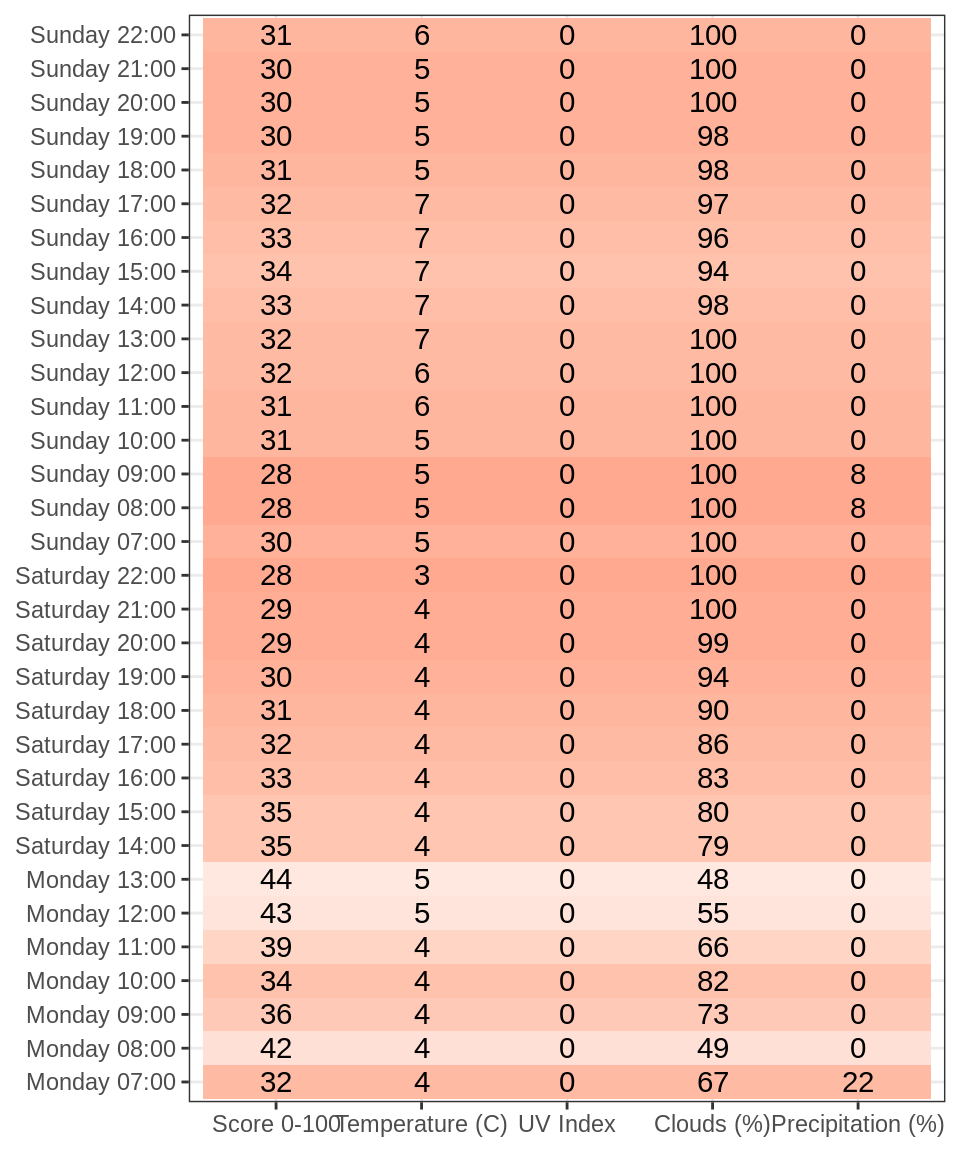 Sunday 22:00 31 6 0 100 0
Sunday 21:00 30 5 0 100 0
Sunday 20:00 30 5 0 100 0
Sunday 19:00 30 5 0 98 0
Sunday 18:00 31 5 0 98 0
Sunday 17:00 32 7 0 97 0
Sunday 16:00 33 7 0 96 0
Sunday 15:00 34 7 0 94 0
Sunday 14:00 33 7 0 98 0
Sunday 13:00 32 7 0 100 0
Sunday 12:00 32 6 0 100 0
Sunday 11:00 31 6 0 100 0
Sunday 10:00 31 5 0 100 0
Sunday 09:00 28 5 0 100 8
Sunday 08:00 28 5 0 100 8
Sunday 07:00 30 5 0 100 0
Saturday 22:00 28 3 0 100 0
Saturday 21:00 29 4 0 100 0
Saturday 20:00 29 4 0 99 0
Saturday 19:00 30 4 0 94 0
Saturday 18:00 31 4 0 90 0
Saturday 17:00 32 4 0 86 0
Saturday 16:00 33 4 0 83 0
Saturday 15:00 35 4 0 80 0
Saturday 14:00 35 4 0 79 0
Monday 13:00 44 5 0 48 0
Monday 12:00 43 5 0 55 0
Monday 11:00 39 4 0 66 0
Monday 10:00 34 4 0 82 0
Monday 09:00 36 4 0 73 0
Monday 08:00 42 4 0 49 0
Monday 07:00 32 4 0 67 22
Score 0-100 Temperature (C) UV Index Clouds (%) Precipitation (%)